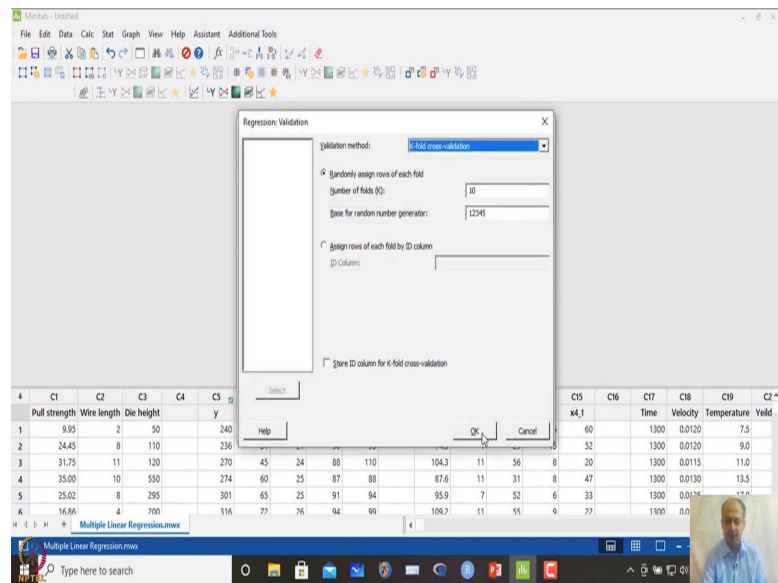 Minitab - Untitled
File Edit Data Calc Stat Graph View Help Assistant Additional Tools
Regression: Validation
Validation method: K-fold cross-validation
Randomly assign rows of each fold
Number of folds (K): 10
Base for random number generator: 12345
Assign rows of each fold by ID column
ID Column:
Store ID column for K-fold cross-validation
Select
Help OK Cancel
C1 C2 C3 C4 C5 C15 C16 C17 C18 C19
Pull strength Wire length Die height y x4_1 Time Velocity Temperature Yeild
1 9.95 2 50 240 60 1300 0.0120 7.5
2 24.45 8 110 236 52 1300 0.0120 9.0
3 31.75 11 120 270 45 24 88 110 104.3 11 56 8 20 1300 0.0115 11.0
4 35.00 10 550 274 60 25 87 88 87.6 11 31 8 47 1300 0.0130 13.5
5 25.02 8 295 301 65 25 91 94 95.9 7 52 6 33 1300
6 16.86 4 200 316 72 26 94 99 109.2 11 55 9 22 1300
Multiple Linear Regression.mwx
Multiple Linear Regression.mwx
Type here to search
NPTEL